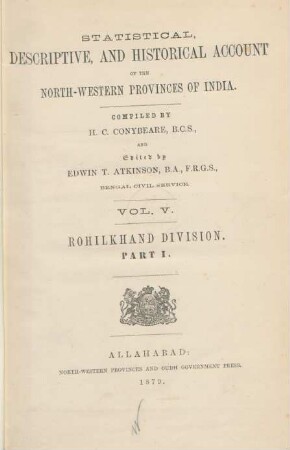 STATISTICAL,
DESCRIPTIVE, AND HISTORICAL ACCOUNT
OF THE
NORTH-WESTERN PROVINCES OF INDIA.
COMPILED BY
H. C. CONYBEARE, B.C.S.,
AND
Edited by
EDWIN T. ATKINSON, B.A., F.R.G.S.,
BENGAL CIVIL SERVICE.
VOL. V.
ROHILKHAND DIVISION.
PART I.
ALLAHABAD:
NORTH-WESTERN PROVINCES AND OUDH GOVERNMENT PRESS.
1879.